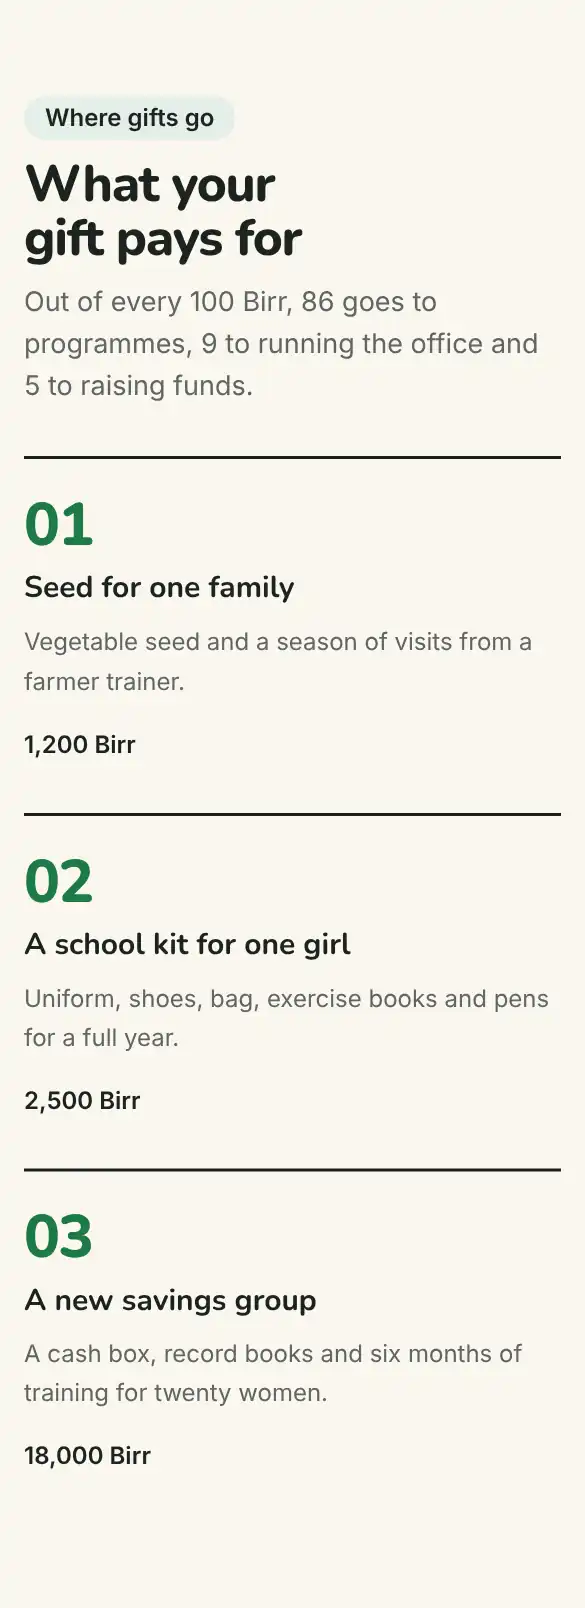 Where gifts go
What your
gift pays for
Out of every 100 Birr, 86 goes to
programmes, 9 to running the office and
5 to raising funds.
01
Seed for one family
Vegetable seed and a season of visits from a
farmer trainer.
1,200 Birr
02
A school kit for one girl
Uniform, shoes, bag, exercise books and pens
for a full year.
2,500 Birr
03
A new savings group
A cash box, record books and six months of
training for twenty women.
18,000 Birr